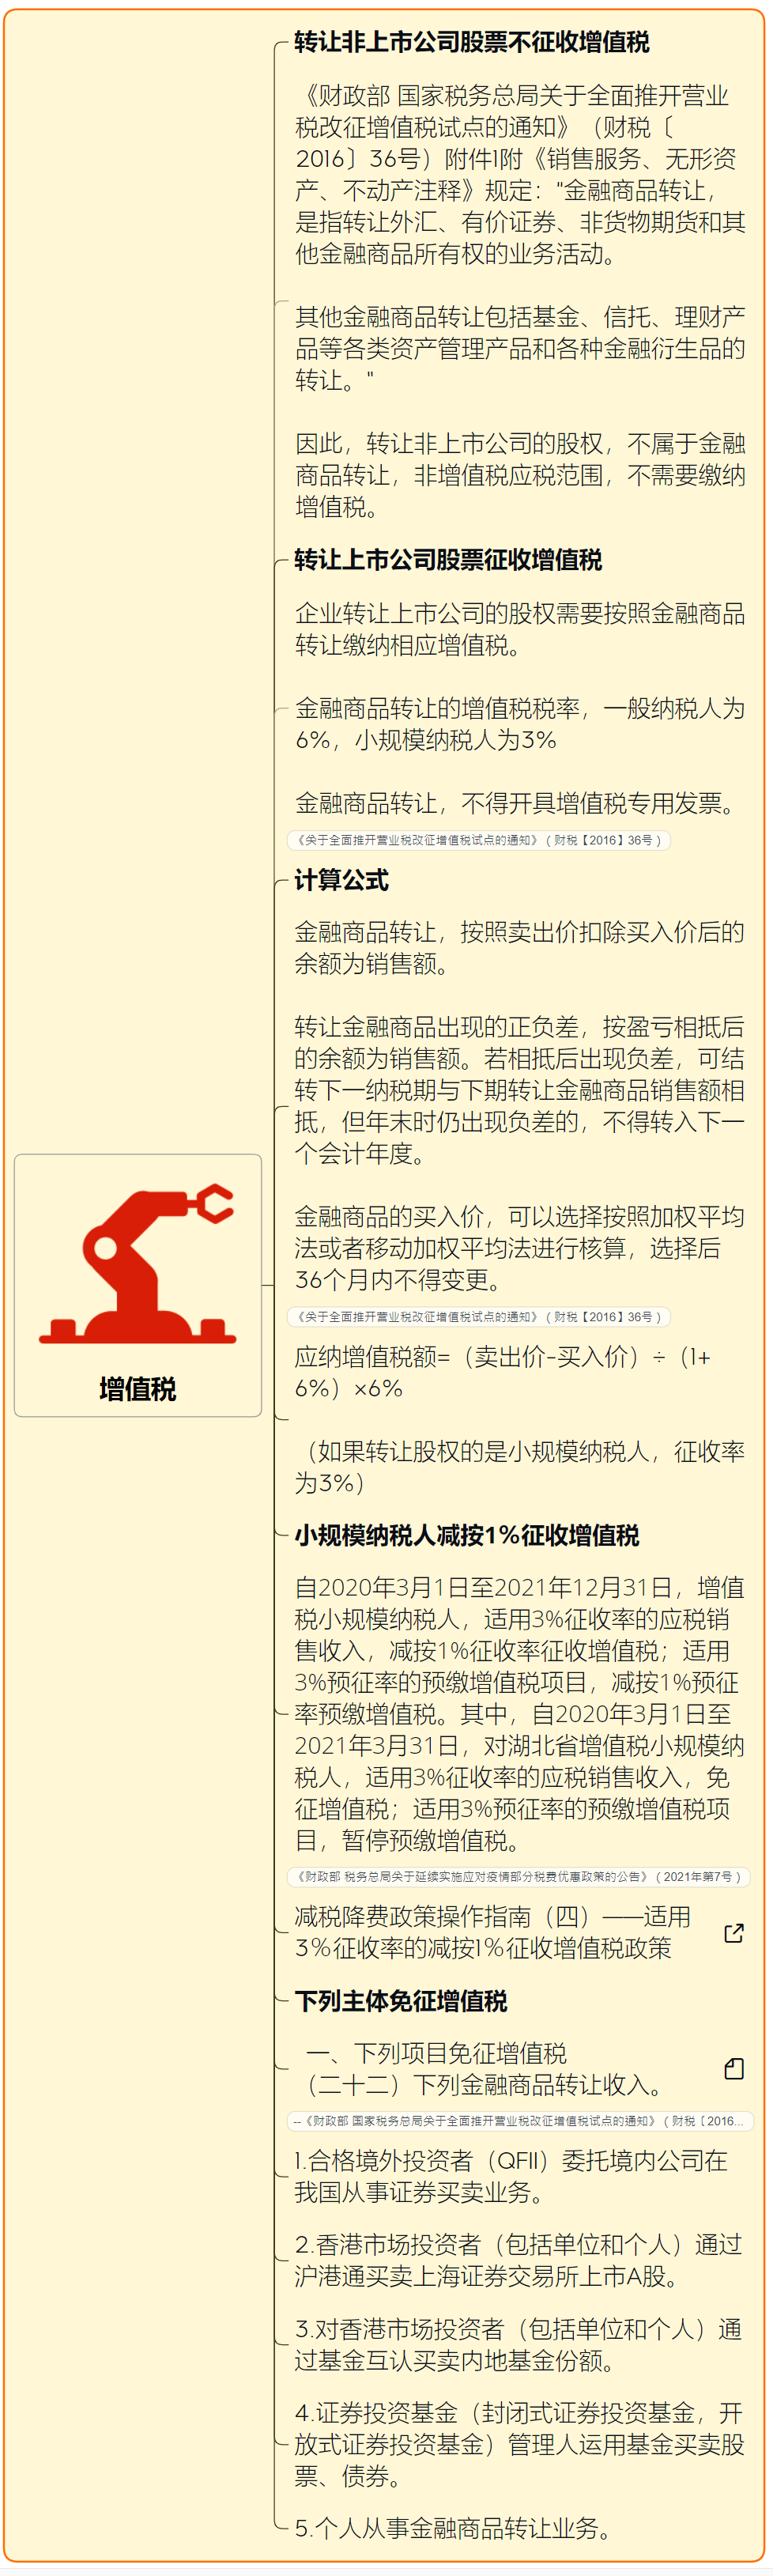 转让非上市公司股票不征收增值税
《财政部 国家税务总局关于全面推开营业
税改征增值税试点的通知》（财税〔
2016〕36号）附件1附《销售服务、无形资
产、不动产注释》规定："金融商品转让，
是指转让外汇、有价证券、非货物期货和其
他金融商品所有权的业务活动。
其他金融商品转让包括基金、信托、理财产
品等各类资产管理产品和各种金融衍生品的
转让。"
因此，转让非上市公司的股权，不属于金融
商品转让，非增值税应税范围，不需要缴纳
增值税。
转让上市公司股票征收增值税
企业转让上市公司的股权需要按照金融商品
转让缴纳相应增值税。
金融商品转让的增值税税率，一般纳税人为
6%，小规模纳税人为3%
金融商品转让，不得开具增值税专用发票。
《关于全面推开营业税改征增值税试点的通知》（财税【2016】36号）
计算公式
金融商品转让，按照卖出价扣除买入价后的
余额为销售额。
转让金融商品出现的正负差，按盈亏相抵后
的余额为销售额。若相抵后出现负差，可结
转下一纳税期与下期转让金融商品销售额相
抵，但年末时仍出现负差的，不得转入下一
个会计年度。
金融商品的买入价，可以选择按照加权平均
法或者移动加权平均法进行核算，选择后
36个月内不得变更。
《关于全面推开营业税改征增值税试点的通知》（财税【2016】36号）
应纳增值税额=（卖出价-买入价）÷（1+
6%）×6%
（如果转让股权的是小规模纳税人，征收率
为3%）
增值税
小规模纳税人减按1%征收增值税
自2020年3月1日至2021年12月31日，增值
税小规模纳税人，适用3%征收率的应税销
售收入，减按1%征收率征收增值税；适用
3%预征率的预缴增值税项目，减按1%预征
率预缴增值税。其中，自2020年3月1日至
2021年3月31日，对湖北省增值税小规模纳
税人，适用3%征收率的应税销售收入，免
征增值税；适用3%预征率的预缴增值税项
目，暂停预缴增值税。
《财政部 税务总局关于延续实施应对疫情部分税费优惠政策的公告》（2021年第7号）
减税降费政策操作指南（四）——适用
3%征收率的减按1%征收增值税政策
下列主体免征增值税
一、下列项目免征增值税
（二十二）下列金融商品转让收入。
--《财政部 国家税务总局关于全面推开营业税改征增值税试点的通知》（财税〔2016...
1.合格境外投资者（QFII）委托境内公司在
我国从事证券买卖业务。
2.香港市场投资者（包括单位和个人）通过
沪港通买卖上海证券交易所上市A股。
3.对香港市场投资者（包括单位和个人）通
过基金互认买卖内地基金份额。
4.证券投资基金（封闭式证券投资基金，开
放式证券投资基金）管理人运用基金买卖股
票、债券。
5.个人从事金融商品转让业务。